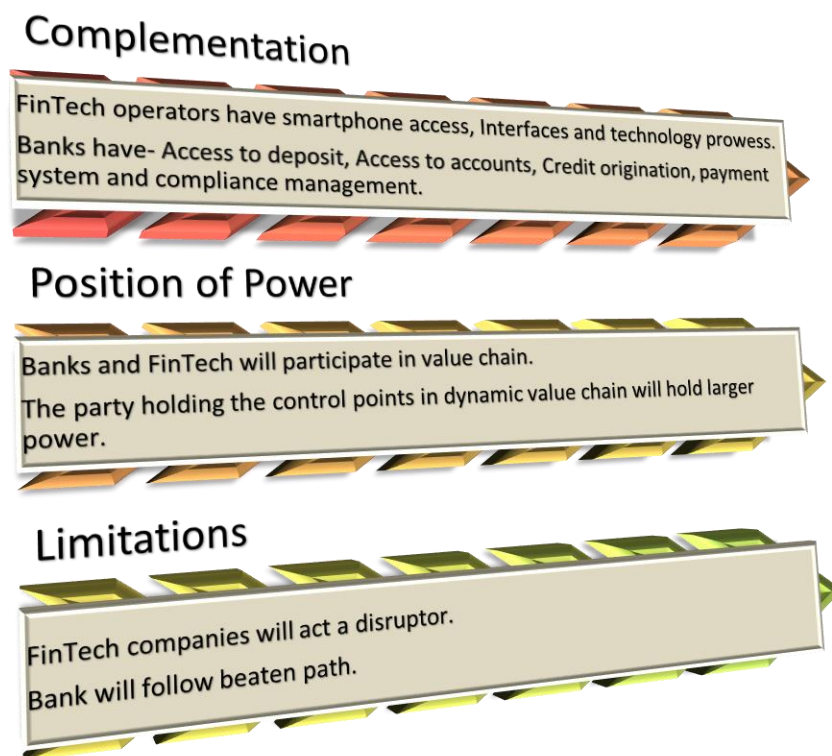 Complementation
FinTech operators have smartphone access, Interfaces and technology prowess.
Banks have- Access to deposit, Access to accounts, Credit origination, payment
system and compliance management.
Position of Power
Banks and FinTech will participate in value chain.
The party holding the control points in dynamic value chain will hold larger
power.
Limitations
FinTech companies will act a disruptor.
Bank will follow beaten path.